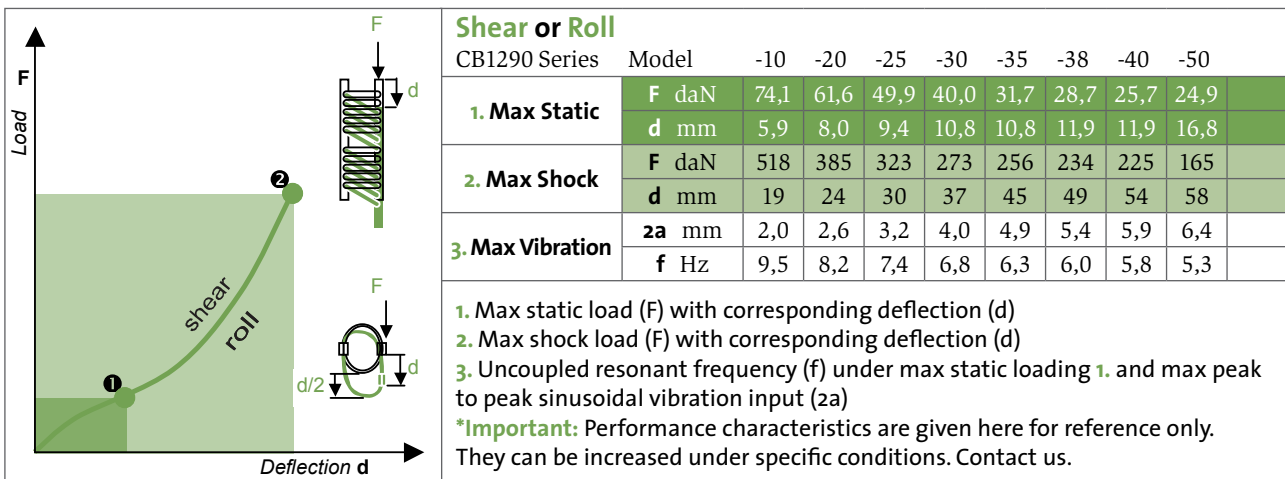 F
Load
shear
roll
❶
❷
Deflection d
F
d
F
d
d/2
Shear or Roll
CB1290 Series Model -10 -20 -25 -30 -35 -38 -40 -50
1. Max Static F daN 74,1 61,6 49,9 40,0 31,7 28,7 25,7 24,9
d mm 5,9 8,0 9,4 10,8 10,8 11,9 11,9 16,8
2. Max Shock F daN 518 385 323 273 256 234 225 165
d mm 19 24 30 37 45 49 54 58
3. Max Vibration 2a mm 2,0 2,6 3,2 4,0 4,9 5,4 5,9 6,4
f Hz 9,5 8,2 7,4 6,8 6,3 6,0 5,8 5,3
1. Max static load (F) with corresponding deflection (d)
2. Max shock load (F) with corresponding deflection (d)
3. Uncoupled resonant frequency (f) under max static loading 1. and max peak
to peak sinusoidal vibration input (2a)
*Important: Performance characteristics are given here for reference only.
They can be increased under specific conditions. Contact us.